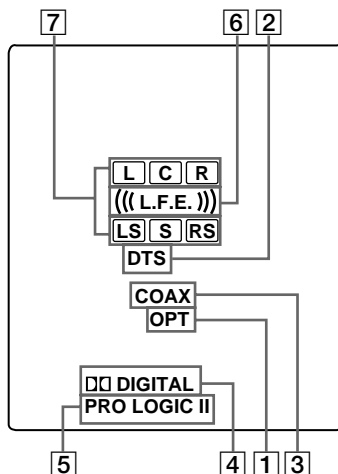 7 6 2
L C R
((( L.F.E. )))
LS S RS
DTS
COAX
OPT
DIGITAL
PRO LOGIC II
5 4 1 3